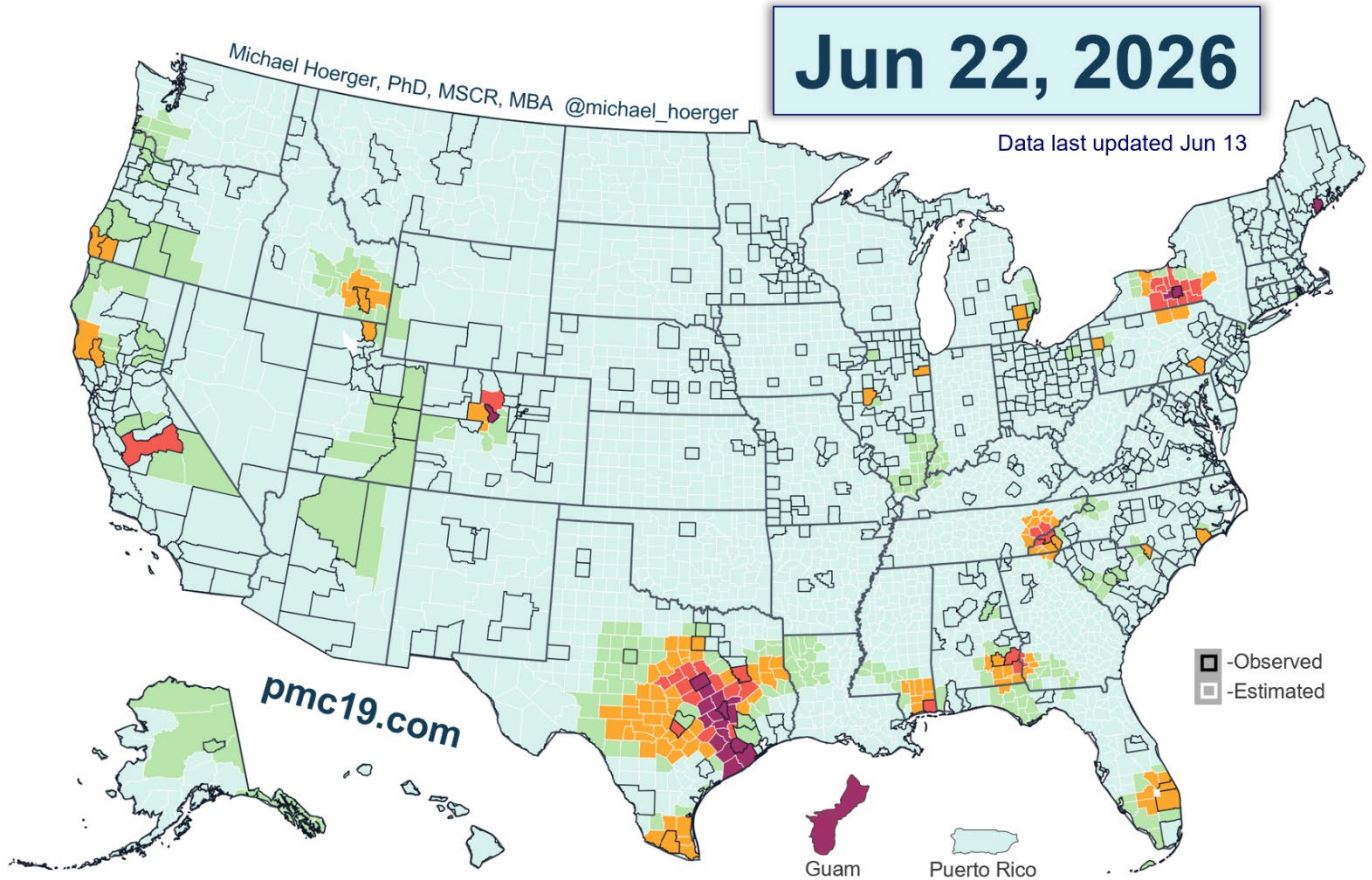 Jun 22, 2026
Michael Hoerger, PhD, MSCR, MBA @michael_hoerger
Data last updated Jun 13
-Observed
-Estimated
pmc19.com
Guam
Puerto Rico